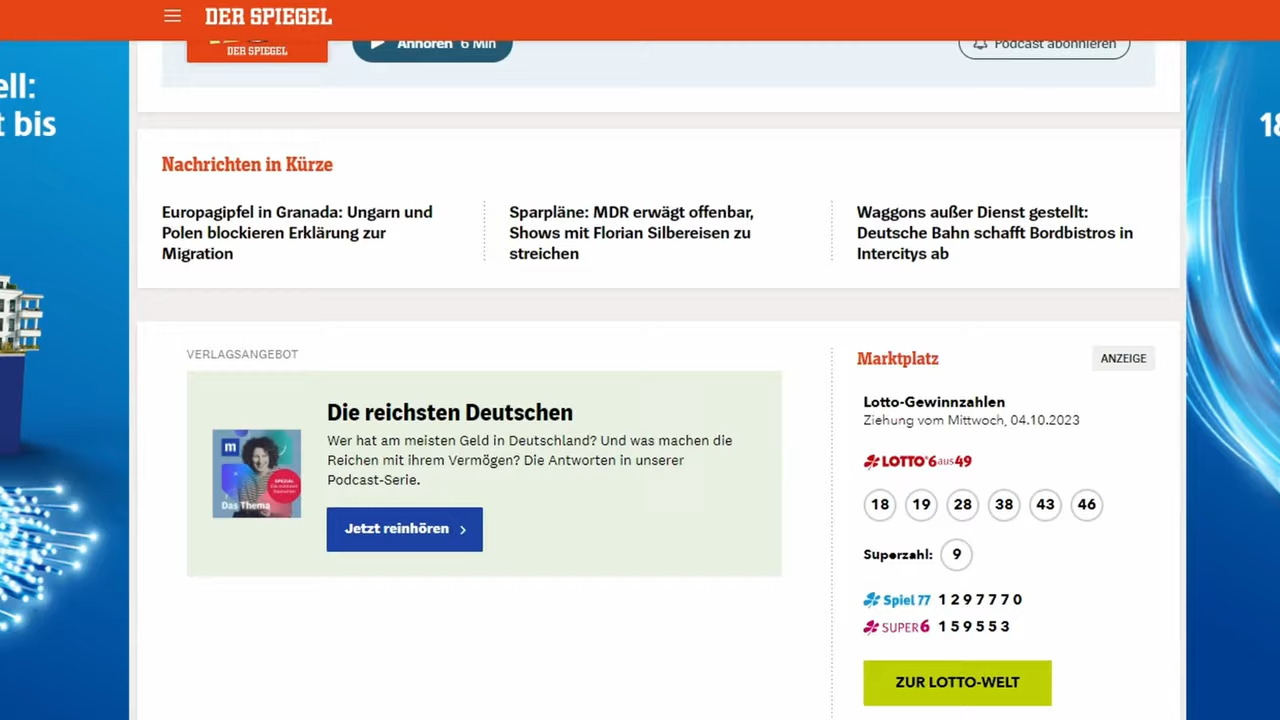 DER SPIEGEL
DER SPIEGEL
Anhören 6 Min
Podcast abonnieren
ell:
t bis
18
Nachrichten in Kürze
Europagipfel in Granada: Ungarn und
Polen blockieren Erklärung zur
Migration
Sparpläne: MDR erwägt offenbar,
Shows mit Florian Silbereisen zu
streichen
Waggons außer Dienst gestellt:
Deutsche Bahn schafft Bordbistros in
Intercitys ab
VERLAGSANGEBOT
Die reichsten Deutschen
Wer hat am meisten Geld in Deutschland? Und was machen die
Reichen mit ihrem Vermögen? Die Antworten in unserer
Podcast-Serie.
m
SPEZIAL
Das Thema
Jetzt reinhören
Marktplatz
ANZEIGE
Lotto-Gewinnzahlen
Ziehung vom Mittwoch, 04.10.2023
LOTTO 6aus49
18 19 28 38 43 46
Superzahl: 9
Spiel 77 1 2 9 7 7 7 0
SUPER 6 1 5 9 5 5 3
ZUR LOTTO-WELT